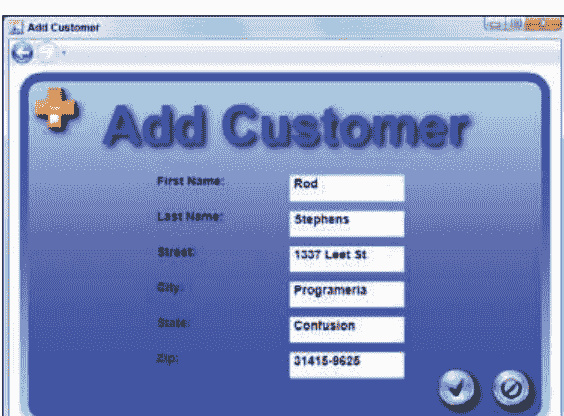 Add Customer
Add Customer
First Name: Rod
Last Name: Stephens
Street: 1337 Leet St
City: Programeria
State: Confusion
Zip: 31415-9625